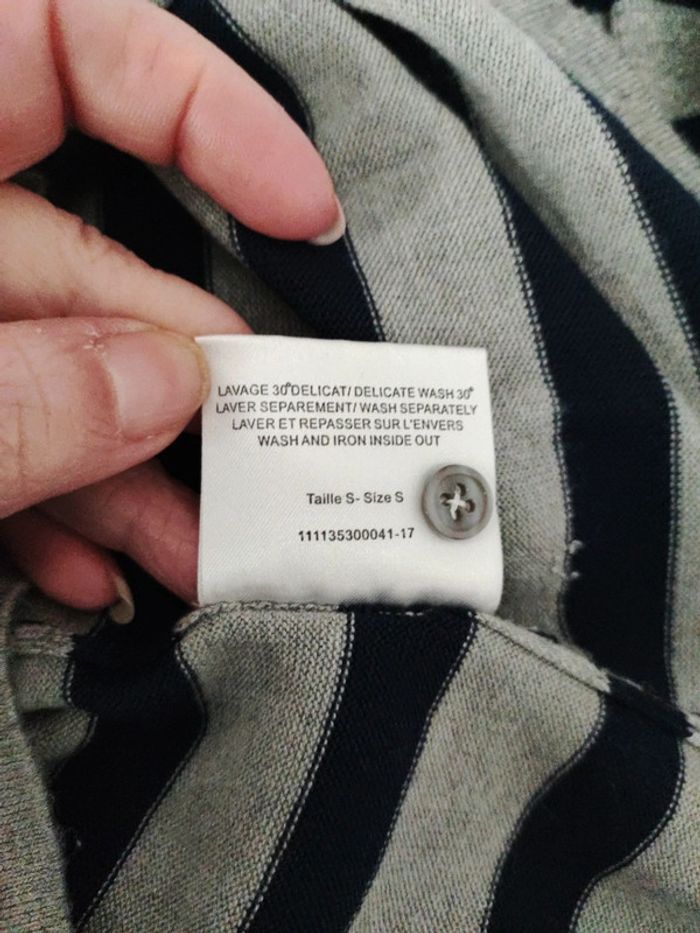 LAVAGE 30°DELICAT/ DELICATE WASH 30°
LAVER SEPAREMENT/ WASH SEPARATELY
LAVER ET REPASSER SUR L'ENVERS
WASH AND IRON INSIDE OUT
Taille S- Size S
111135300041-17